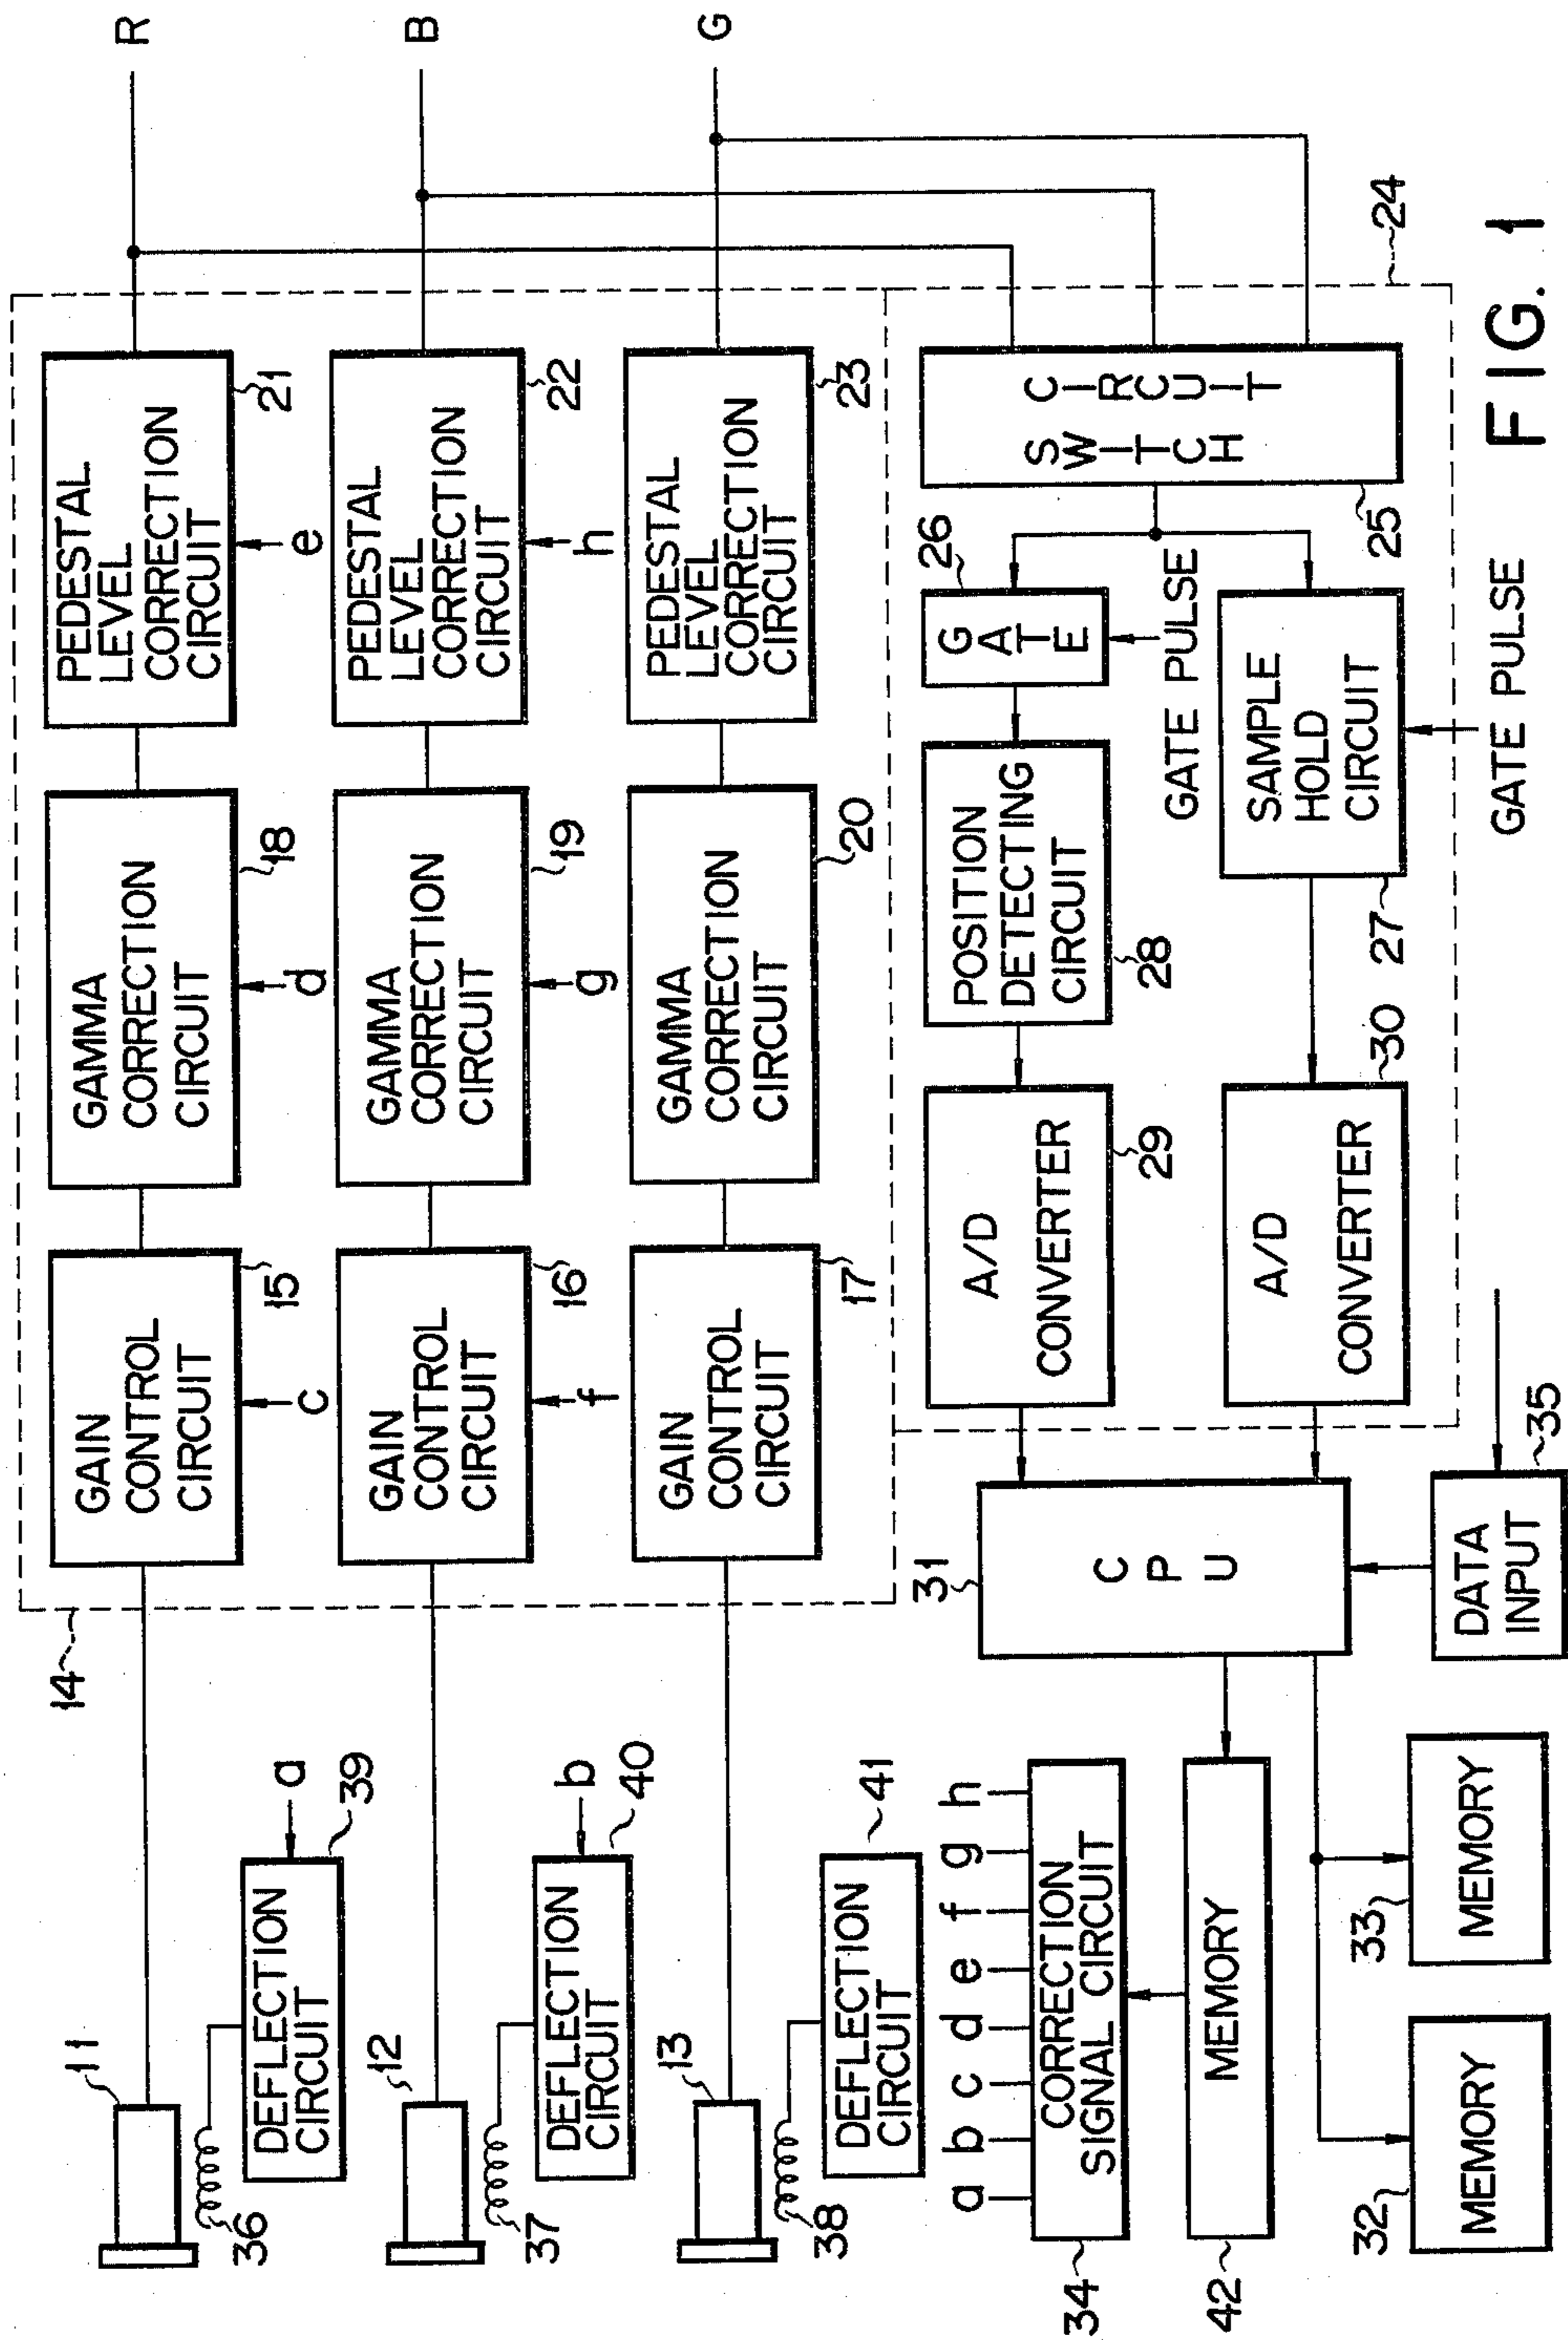 R
B
G
14
PEDESTAL
LEVEL
CORRECTION
CIRCUIT
21
e
PEDESTAL
LEVEL
CORRECTION
CIRCUIT
22
h
PEDESTAL
LEVEL
CORRECTION
CIRCUIT
23
GAMMA
CORRECTION
CIRCUIT
18
d
GAMMA
CORRECTION
CIRCUIT
19
g
GAMMA
CORRECTION
CIRCUIT
20
GAIN
CONTROL
CIRCUIT
15
c
GAIN
CONTROL
CIRCUIT
16
f
GAIN
CONTROL
CIRCUIT
17
11
36
DEFLECTION
CIRCUIT
39
a
12
37
DEFLECTION
CIRCUIT
40
b
13
38
DEFLECTION
CIRCUIT
41
24
SWITCH
CIRCUIT
25
GATE
26
GATE PULSE
SAMPLE
HOLD
CIRCUIT
27
GATE PULSE
POSITION
DETECTING
CIRCUIT
28
A/D
CONVERTER
29
A/D
CONVERTER
30
CPU
31
DATA
INPUT
35
a b c d e f g h
CORRECTION
SIGNAL CIRCUIT
34
MEMORY
42
MEMORY
32
MEMORY
33
FIG. 1